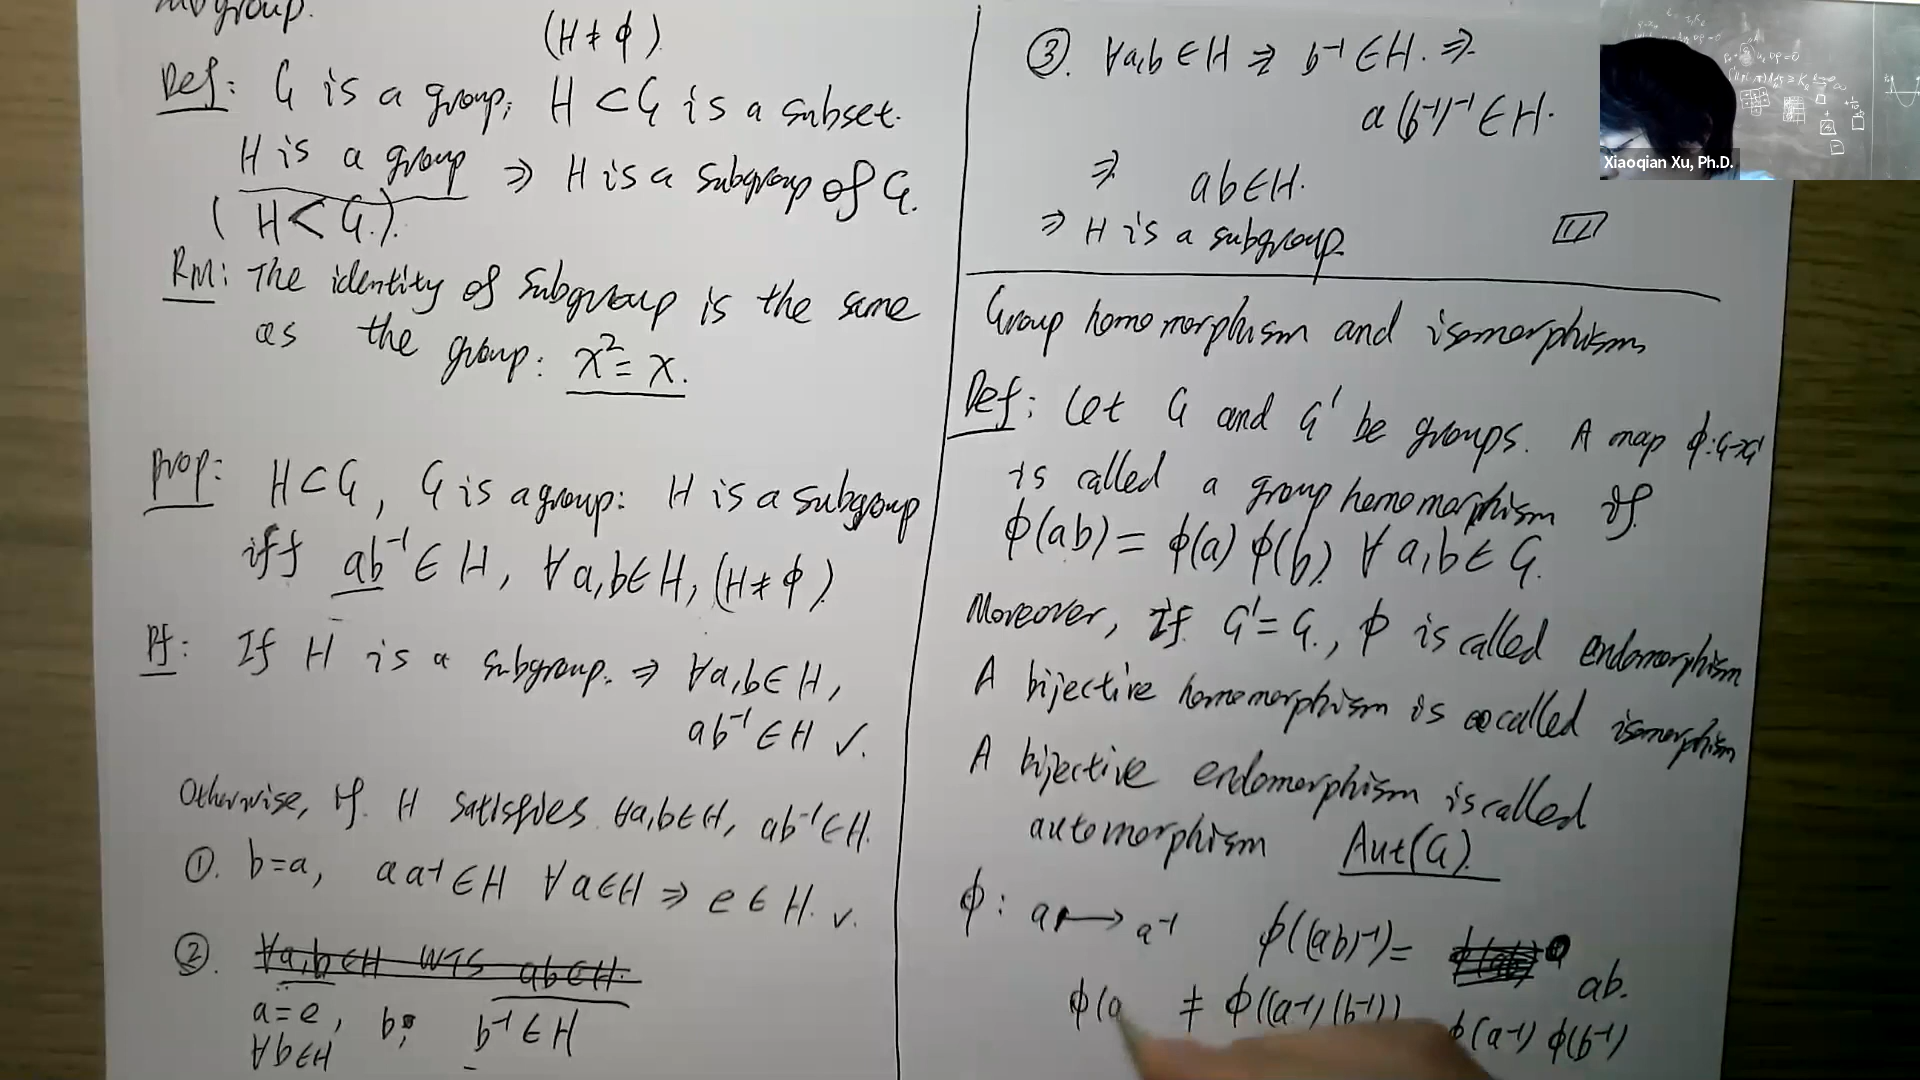 subgroup.
(H ≠ ϕ).
Def: G is a group; H ⊂ G is a subset.
H is a group ⇒ H is a subgroup of G.
( H < G.).
RM: The identity of subgroup is the same
as the group: x² = x.
prop: H ⊂ G, G is a group: H is a subgroup
iff ab⁻¹ ∈ H, ∀ a,b ∈ H, (H ≠ ϕ).
Pf: If H is a subgroup. ⇒ ∀a,b ∈ H,
ab⁻¹ ∈ H ✓.
Otherwise, if H satisfies ∀a,b ∈ H, ab⁻¹ ∈ H.
①. b = a, aa⁻¹ ∈ H ∀ a ∈ H ⇒ e ∈ H. ✓.
②. ∀a,b ∈ H WTS ab ∈ H.
a = e, b; b⁻¹ ∈ H
∀b ∈ H
③. ∀a,b ∈ H ⇒ b⁻¹ ∈ H. ⇒
a (b⁻¹)⁻¹ ∈ H.
⇒ ab ∈ H.
⇒ H is a subgroup.
Group homomorphism and isomorphism
Def: Let G and G' be groups. A map ϕ: G→G'
is called a group homomorphism if
ϕ(ab) = ϕ(a) ϕ(b). ∀ a,b ∈ G.
Moreover, if G' = G., ϕ is called endomorphism
A bijective homomorphism is called isomorphism
A bijective endomorphism is called
automorphism Aut(G).
ϕ: a ⟼ a⁻¹ ϕ((ab)⁻¹) = ab.
ϕ(a ≠ ϕ((a⁻¹)(b⁻¹)) ϕ(a⁻¹) ϕ(b⁻¹)
Xiaoqian Xu, Ph.D.